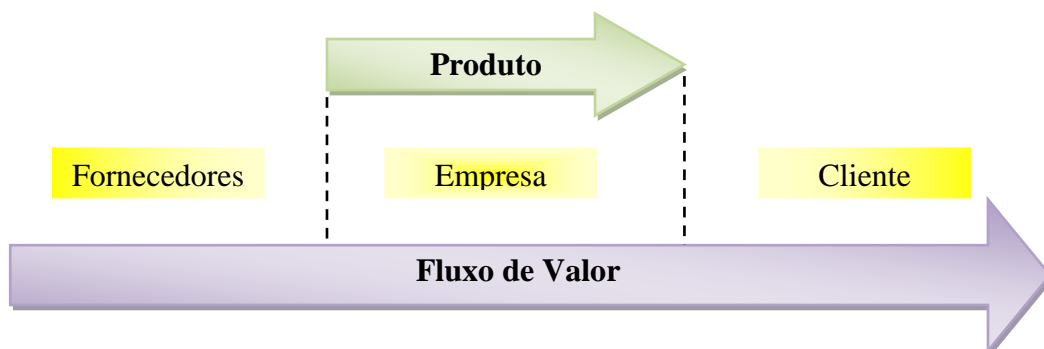 Produto
Fornecedores
Empresa
Cliente
Fluxo de Valor